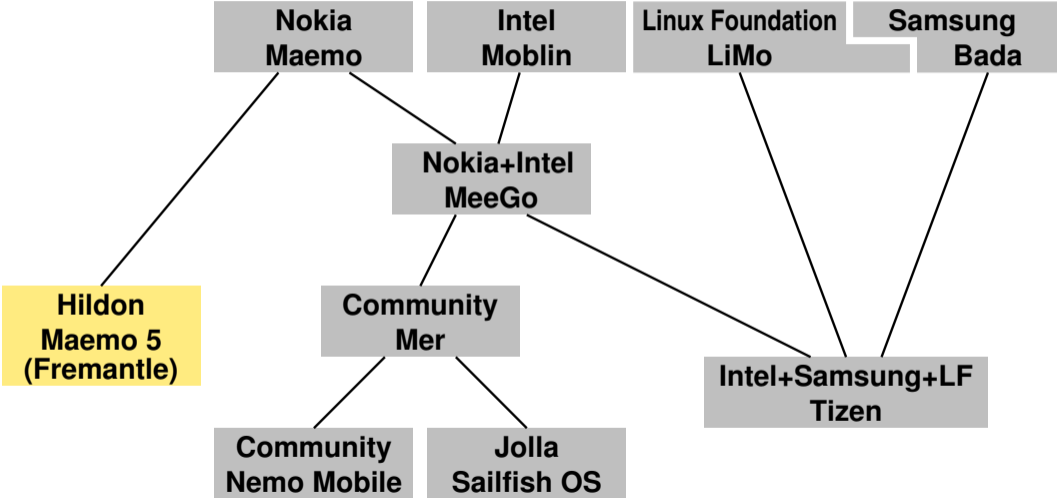 Nokia
Maemo
Intel
Moblin
Linux Foundation
LiMo
Samsung
Bada
Nokia+Intel
MeeGo
Hildon
Maemo 5
(Fremantle)
Community
Mer
Intel+Samsung+LF
Tizen
Community
Nemo Mobile
Jolla
Sailfish OS